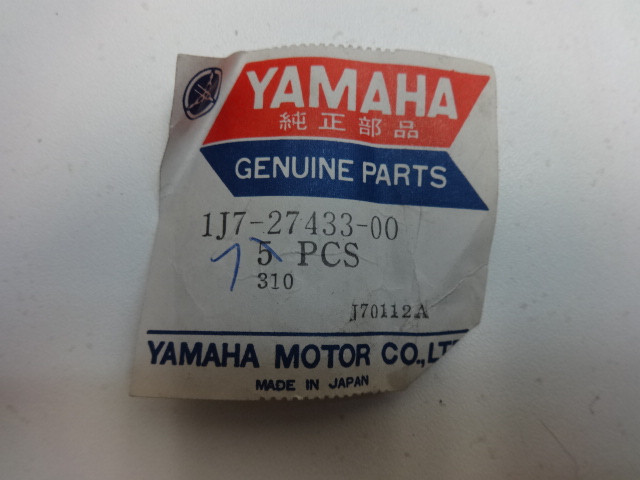 YAMAHA
純正部品
GENUINE PARTS
1J7-27433-00
5 PCS
310
J70112A
YAMAHA MOTOR CO.,LT
MADE IN JAPAN